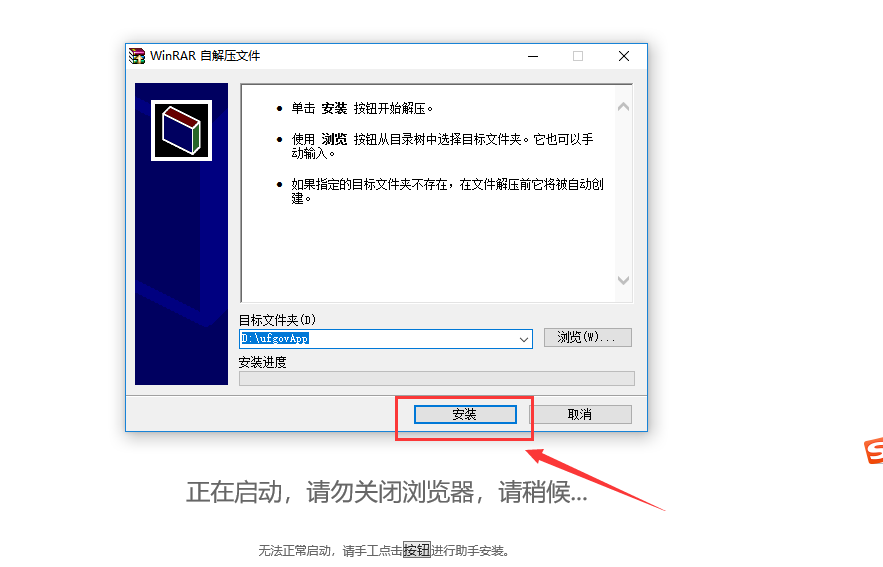 WinRAR 自解压文件
单击 安装 按钮开始解压。
使用 浏览 按钮从目录树中选择目标文件夹。它也可以手
动输入。
如果指定的目标文件夹不存在，在文件解压前它将被自动创
建。
目标文件夹(D)
D:\ufgovApp
浏览(W)...
安装进度
安装
取消
正在启动，请勿关闭浏览器，请稍候...
无法正常启动，请手工点击按钮进行助手安装。